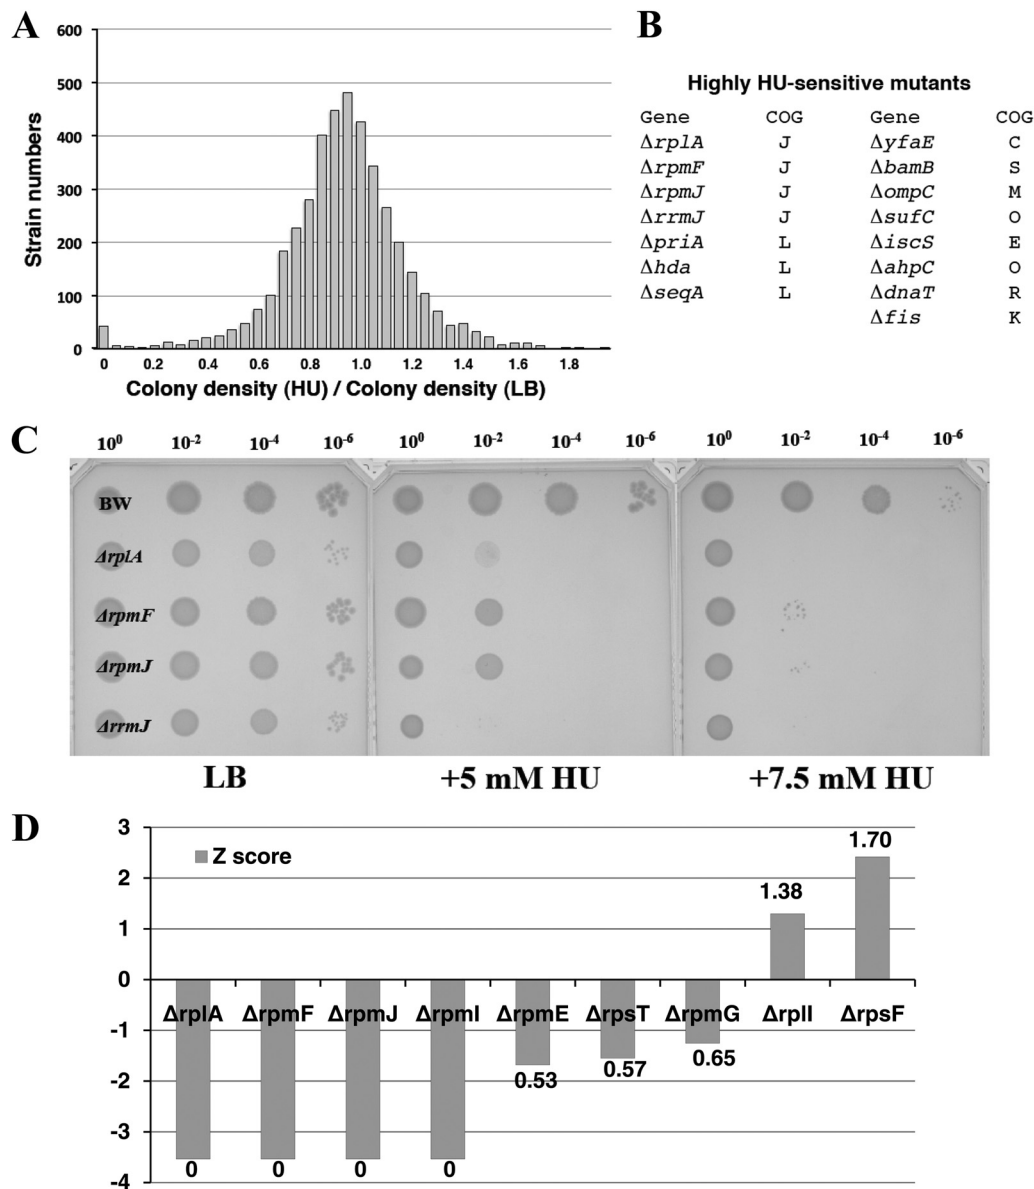 A
600
500
400
300
200
100
0
Strain numbers
0 0.2 0.4 0.6 0.8 1.0 1.2 1.4 1.6 1.8
Colony density (HU) / Colony density (LB)
B
Highly HU-sensitive mutants
Gene COG Gene COG
ΔrplA J ΔyfaE C
ΔrpmF J ΔbamB S
ΔrpmJ J ΔompC M
ΔrrmJ J ΔsufC O
ΔpriA L ΔiscS E
Δhda L ΔahpC O
ΔseqA L ΔdnaT R
Δfis K
C
10⁰ 10⁻² 10⁻⁴ 10⁻⁶ 10⁰ 10⁻² 10⁻⁴ 10⁻⁶ 10⁰ 10⁻² 10⁻⁴ 10⁻⁶
BW
ΔrplA
ΔrpmF
ΔrpmJ
ΔrrmJ
LB +5 mM HU +7.5 mM HU
D
3
2
1
0
-1
-2
-3
-4
Z score
1.38 1.70
ΔrplA ΔrpmF ΔrpmJ ΔrpmI ΔrpmE ΔrpsT ΔrpmG ΔrplI ΔrpsF
0.53 0.57 0.65
0 0 0 0